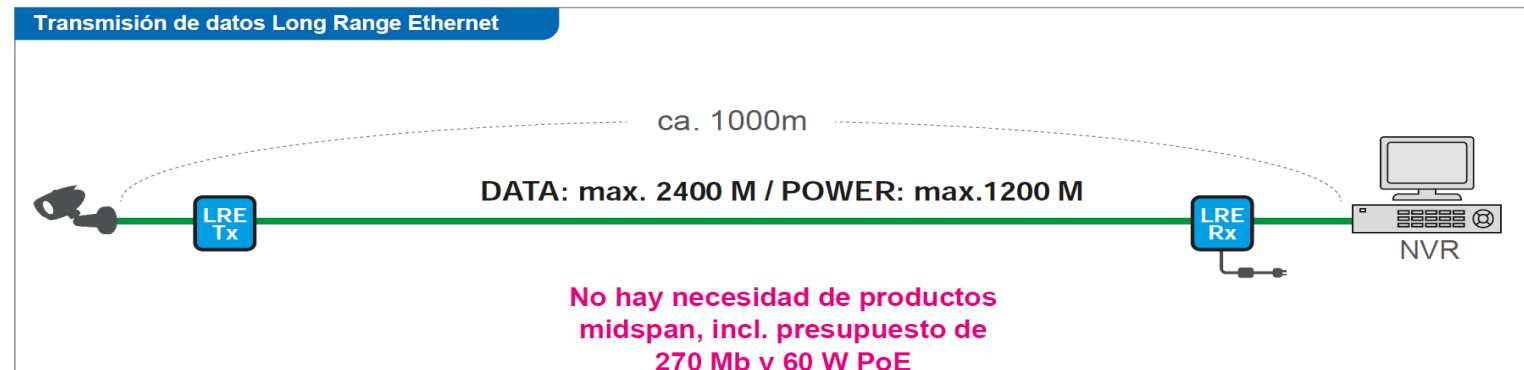 Transmisión de datos Long Range Ethernet
ca. 1000m
DATA: max. 2400 M / POWER: max.1200 M
LRE
Tx
LRE
Rx
NVR
No hay necesidad de productos
midspan, incl. presupuesto de
270 Mb y 60 W PoE